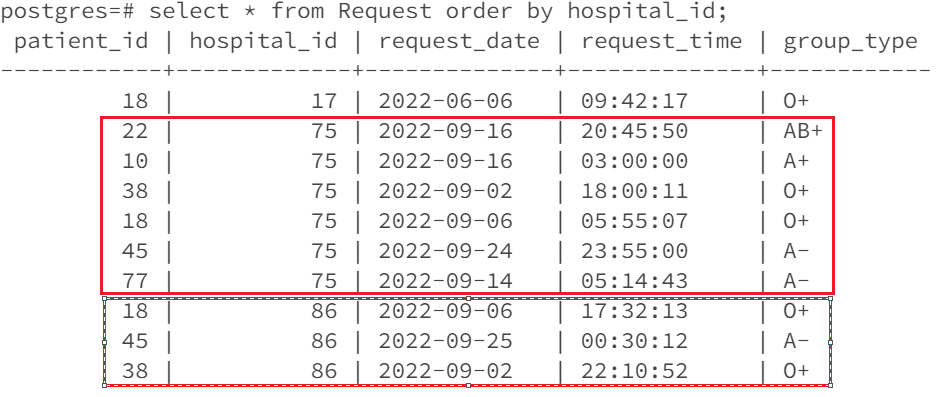 postgres=# select * from Request order by hospital_id;
 patient_id | hospital_id | request_date | request_time | group_type
------------+-------------+--------------+--------------+------------
         18 |          17 | 2022-06-06   | 09:42:17     | O+
         22 |          75 | 2022-09-16   | 20:45:50     | AB+
         10 |          75 | 2022-09-16   | 03:00:00     | A+
         38 |          75 | 2022-09-02   | 18:00:11     | O+
         18 |          75 | 2022-09-06   | 05:55:07     | O+
         45 |          75 | 2022-09-24   | 23:55:00     | A-
         77 |          75 | 2022-09-14   | 05:14:43     | A-
         18 |          86 | 2022-09-06   | 17:32:13     | O+
         45 |          86 | 2022-09-25   | 00:30:12     | A-
         38 |          86 | 2022-09-02   | 22:10:52     | O+